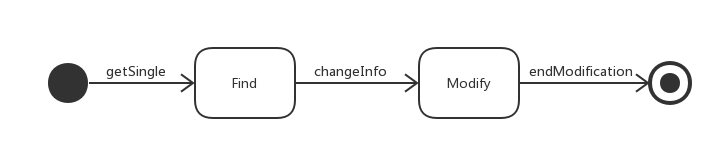 getSingle
Find
changeInfo
Modify
endModification